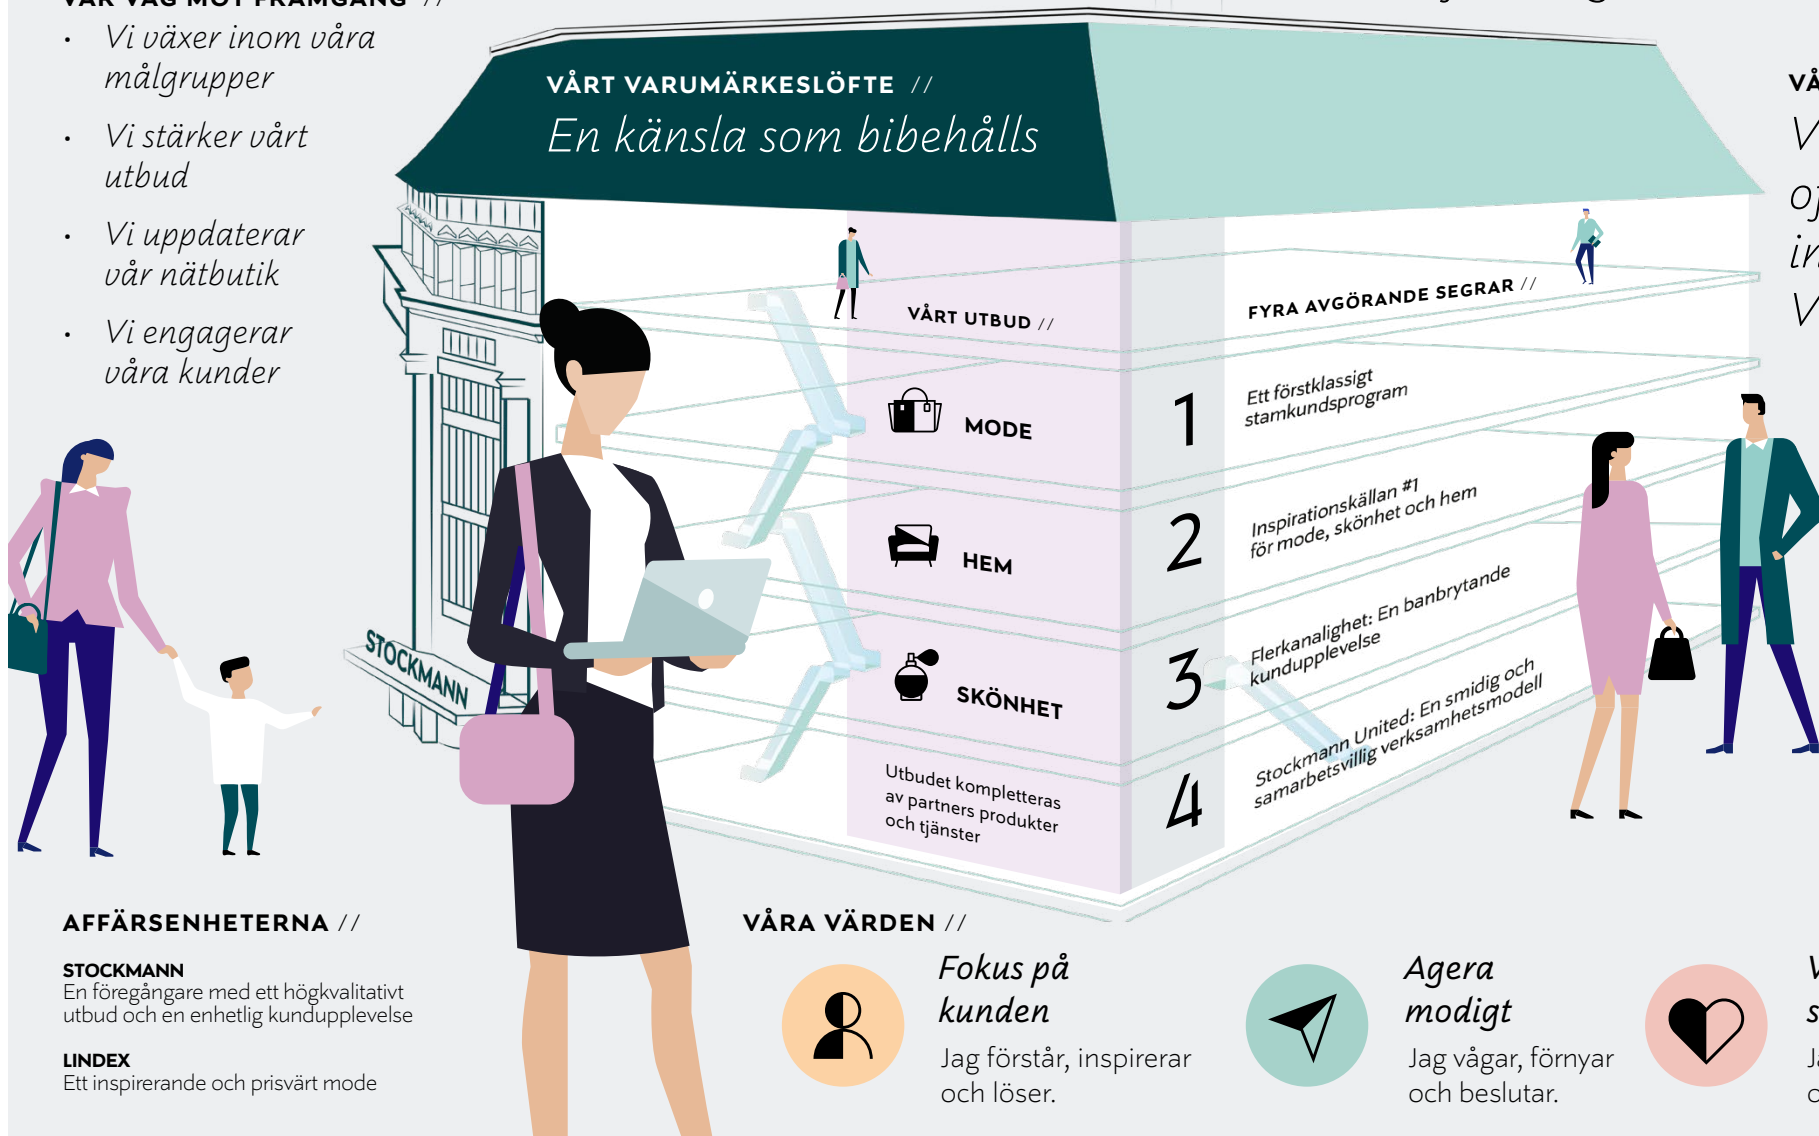 VÅR VÄG MOT FRAMGÅNG //
• Vi växer inom våra
målgrupper
• Vi stärker vårt
utbud
• Vi uppdaterar
vår nätbutik
• Vi engagerar
våra kunder
VÅRT VARUMÄRKESLÖFTE //
En känsla som bibehålls
STOCKMANN
VÅRT UTBUD //
MODE
HEM
SKÖNHET
Utbudet kompletteras
av partners produkter
och tjänster
FYRA AVGÖRANDE SEGRAR //
1
Ett förstklassigt
stamkundsprogram
2
Inspirationskällan #1
för mode, skönhet och hem
3
Flerkanalighet: En banbrytande
kundupplevelse
4
Stockmann United: En smidig och
samarbetsvillig verksamhetsmodell
AFFÄRSENHETERNA //
STOCKMANN
En föregångare med ett högkvalitativt
utbud och en enhetlig kundupplevelse
LINDEX
Ett inspirerande och prisvärt mode
VÅRA VÄRDEN //
Fokus på
kunden
Jag förstår, inspirerar
och löser.
Agera
modigt
Jag vågar, förnyar
och beslutar.